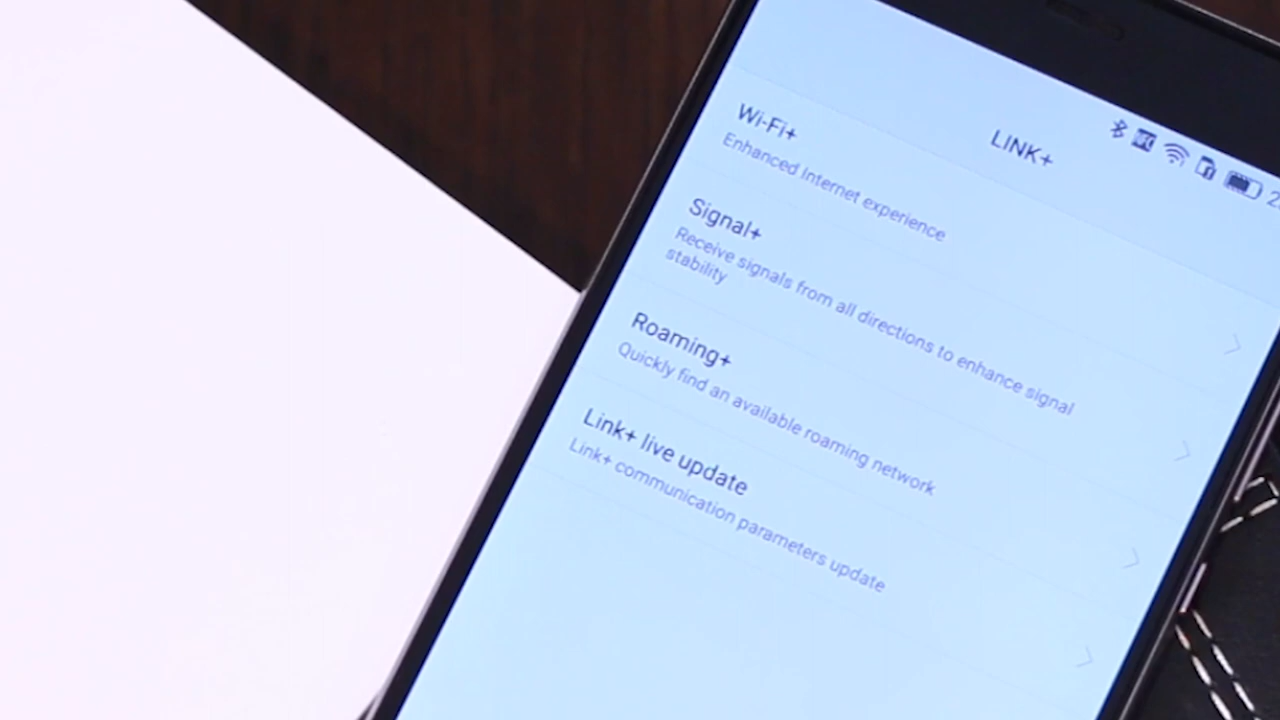 LINK+
Wi-Fi+
Enhanced Internet experience
Signal+
Receive signals from all directions to enhance signal
stability
Roaming+
Quickly find an available roaming network
Link+ live update
Link+ communication parameters update